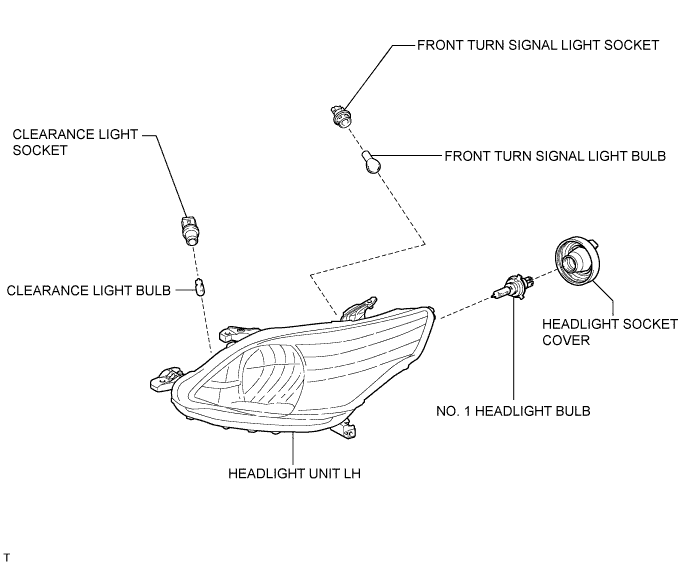 FRONT TURN SIGNAL LIGHT SOCKET
CLEARANCE LIGHT
SOCKET
FRONT TURN SIGNAL LIGHT BULB
CLEARANCE LIGHT BULB
HEADLIGHT SOCKET
COVER
NO. 1 HEADLIGHT BULB
HEADLIGHT UNIT LH
T